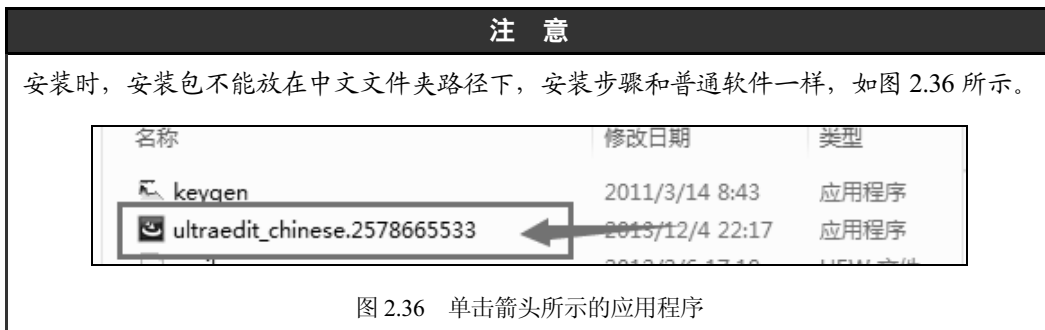 注 意
安装时，安装包不能放在中文文件夹路径下，安装步骤和普通软件一样，如图 2.36 所示。
名称 修改日期 类型
keygen 2011/3/14 8:43 应用程序
ultraedit_chinese.2578665533 2013/12/4 22:17 应用程序
图 2.36 单击箭头所示的应用程序